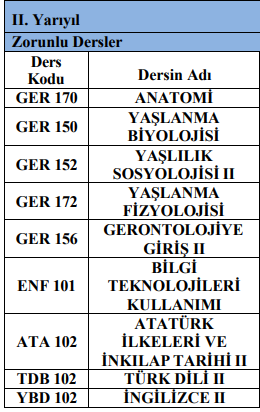 II. Yarıyıl
Zorunlu Dersler
Ders
Kodu
Dersin Adı
GER 170
ANATOMİ
GER 150
YAŞLANMA
BİYOLOJİSİ
GER 152
YAŞLILIK
SOSYOLOJİSİ II
GER 172
YAŞLANMA
FİZYOLOJİSİ
GER 156
GERONTOLOJİYE
GİRİŞ II
ENF 101
BİLGİ
TEKNOLOJİLERİ
KULLANIMI
ATA 102
ATATÜRK
İLKELERİ VE
İNKILAP TARİHİ II
TDB 102
TÜRK DİLİ II
YBD 102
İNGİLİZCE II